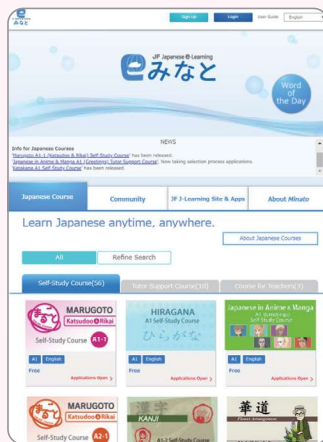 みなと
Sign Up
Login
User Guide
English
JF Japanese e-Learning
みなと
Word
of
the Day
NEWS
Info for Japanese Courses
'Marugoto A1-1 (Katsudoo & Rikai) Self-Study Course' has been released.
'Japanese in Anime & Manga A1 (Greetings) Tutor Support Course' Now taking selection process applications.
'Katakana A1 Self-Study Course' has been released.
Japanese Course
Community
JF J-Learning Site & Apps
About Minato
Learn Japanese anytime, anywhere.
About Japanese Courses
All
Refine Search
Self-Study Course(56)
Tutor Support Course(10)
Course for Teachers(3)
MARUGOTO
Katsudoo & Rikai
Self-Study Course A1-1
A1 English
Free
Applications Open >
HIRAGANA
A1 Self-Study Course
ひらがな
A1 English
Free
Applications Open >
Japanese in Anime & Manga
Self-Study Course
A1 English
Free
Applications Open >
MARUGOTO
Katsudoo & Rikai
Self-Study Course A2-1
漢字
KANJI
A1-2 Self-Study Course
華道